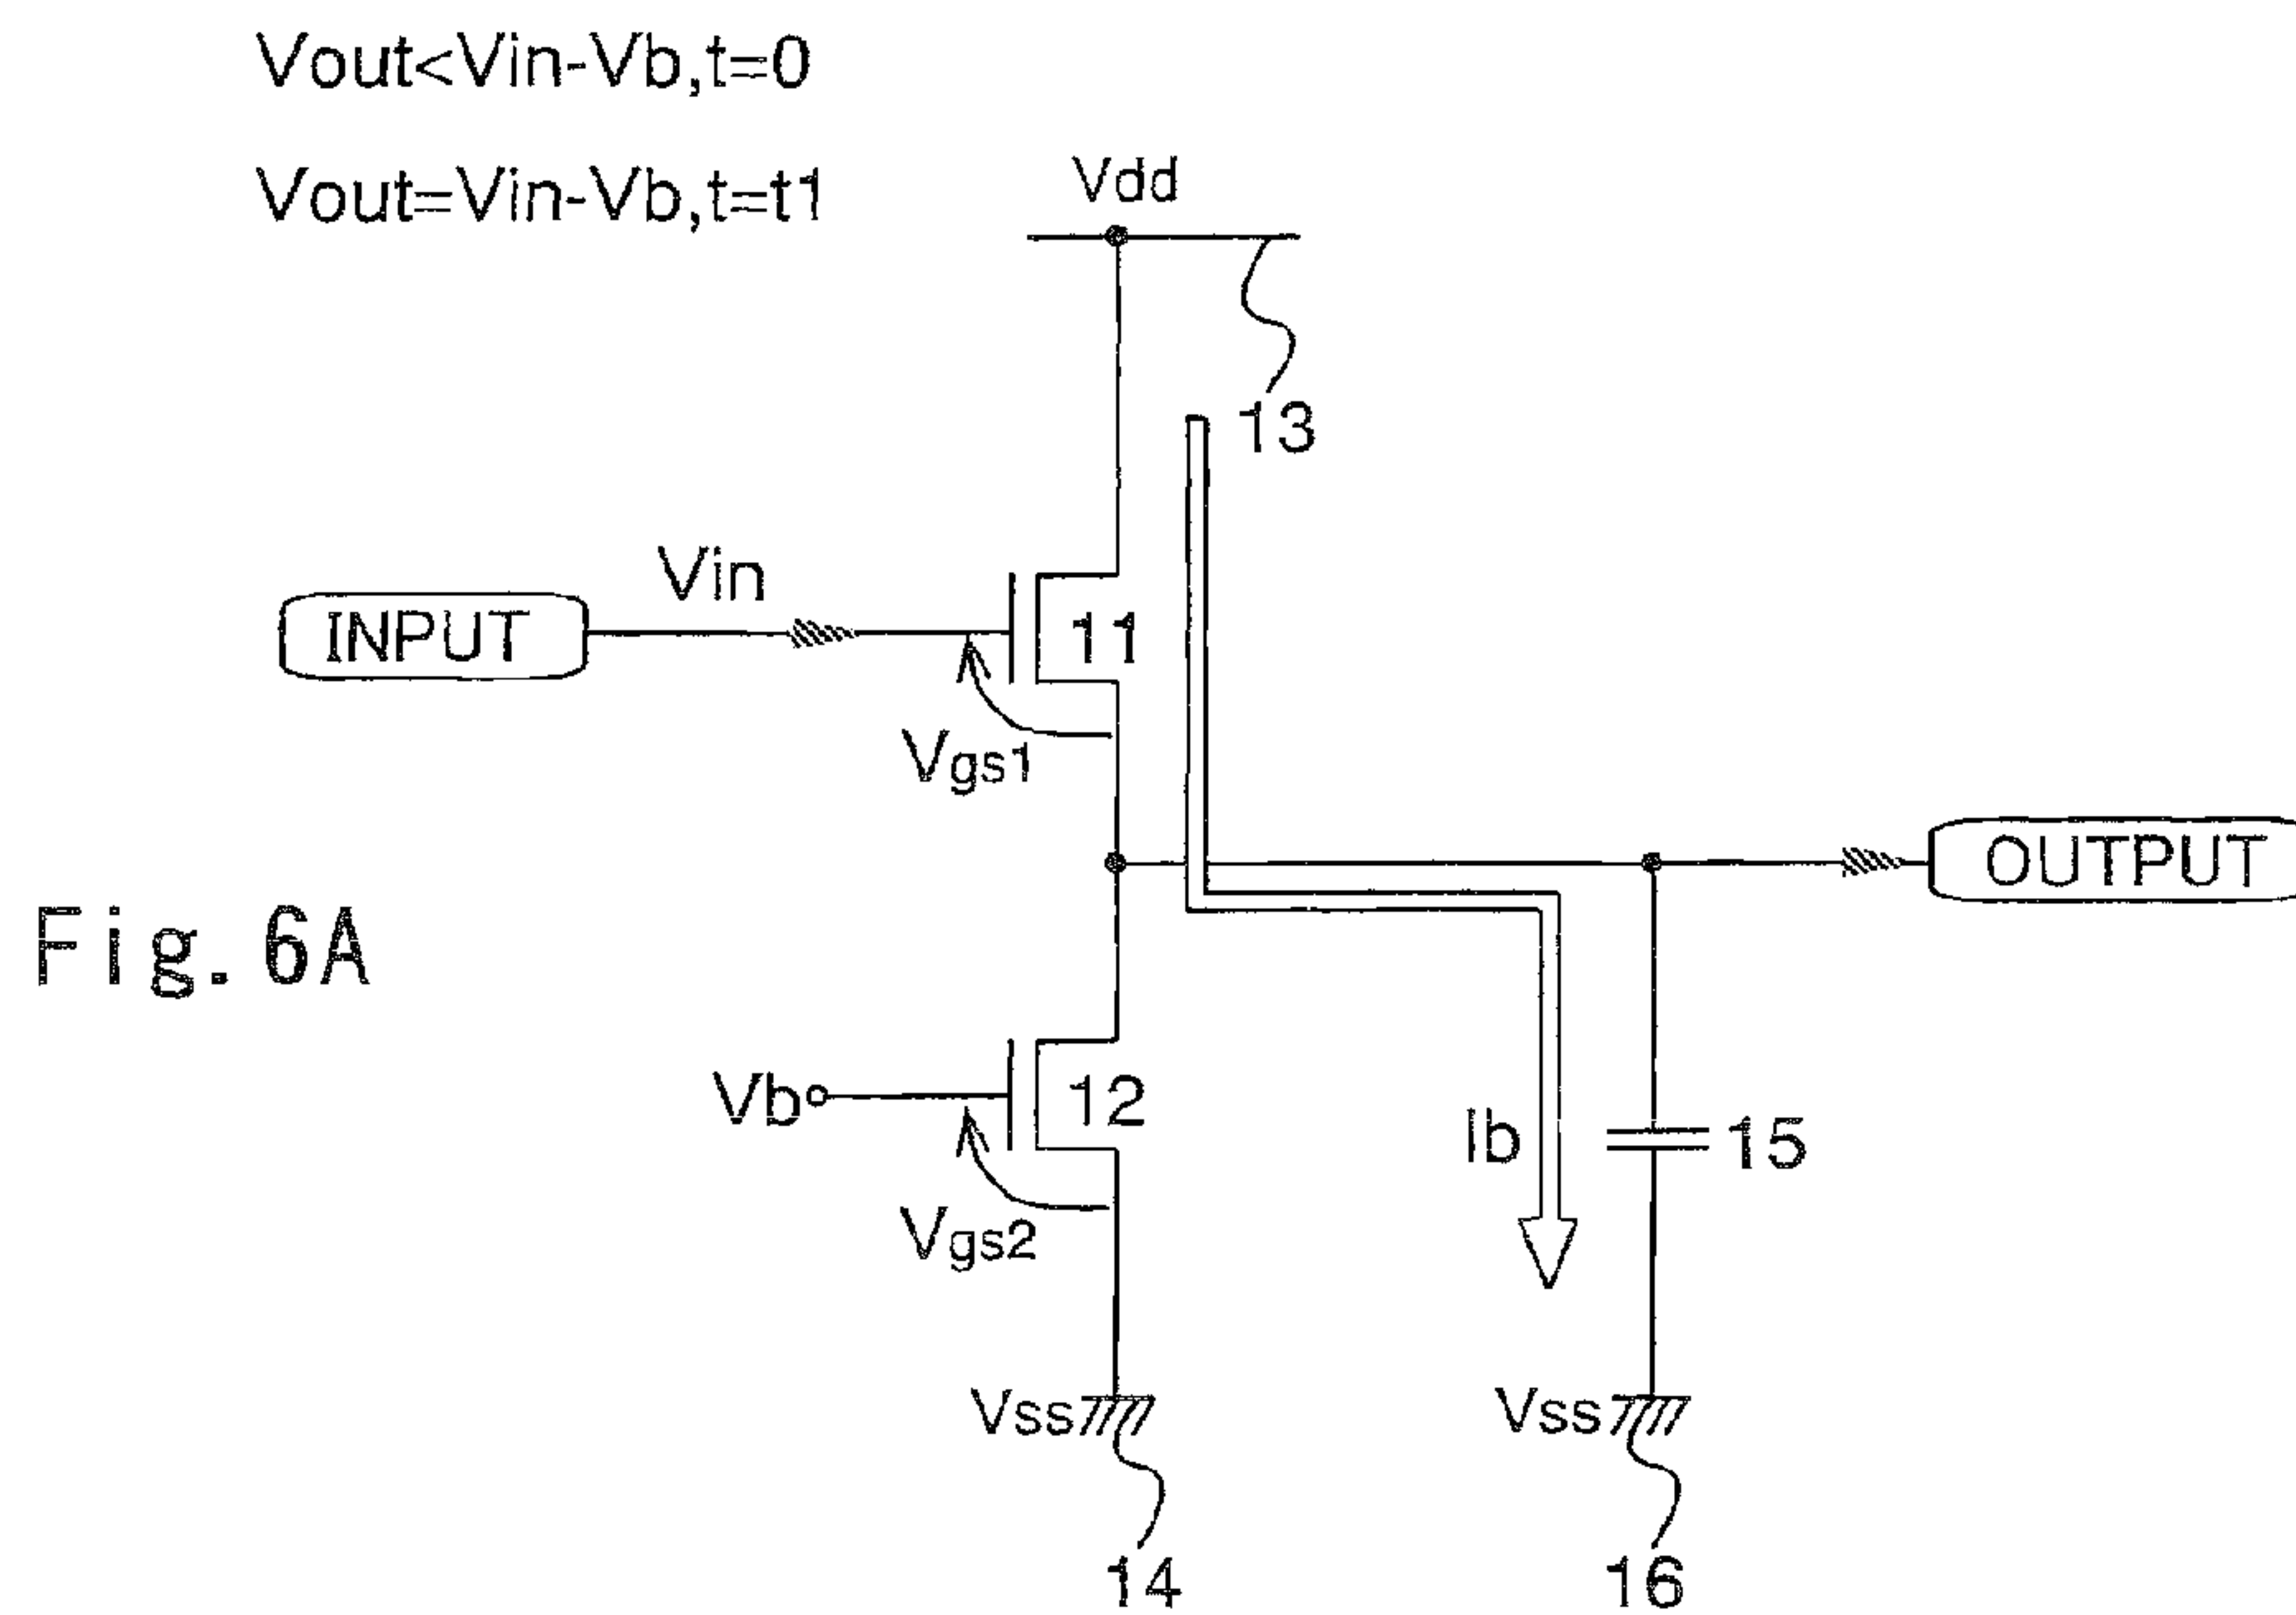 Vout<Vin-Vb,t=0
Vout=Vin-Vb,t=t1
Vdd
13
Vin
INPUT
11
Vgs1
OUTPUT
Fig. 6A
Vb
12
Ib
15
Vgs2
Vss
Vss
14
16